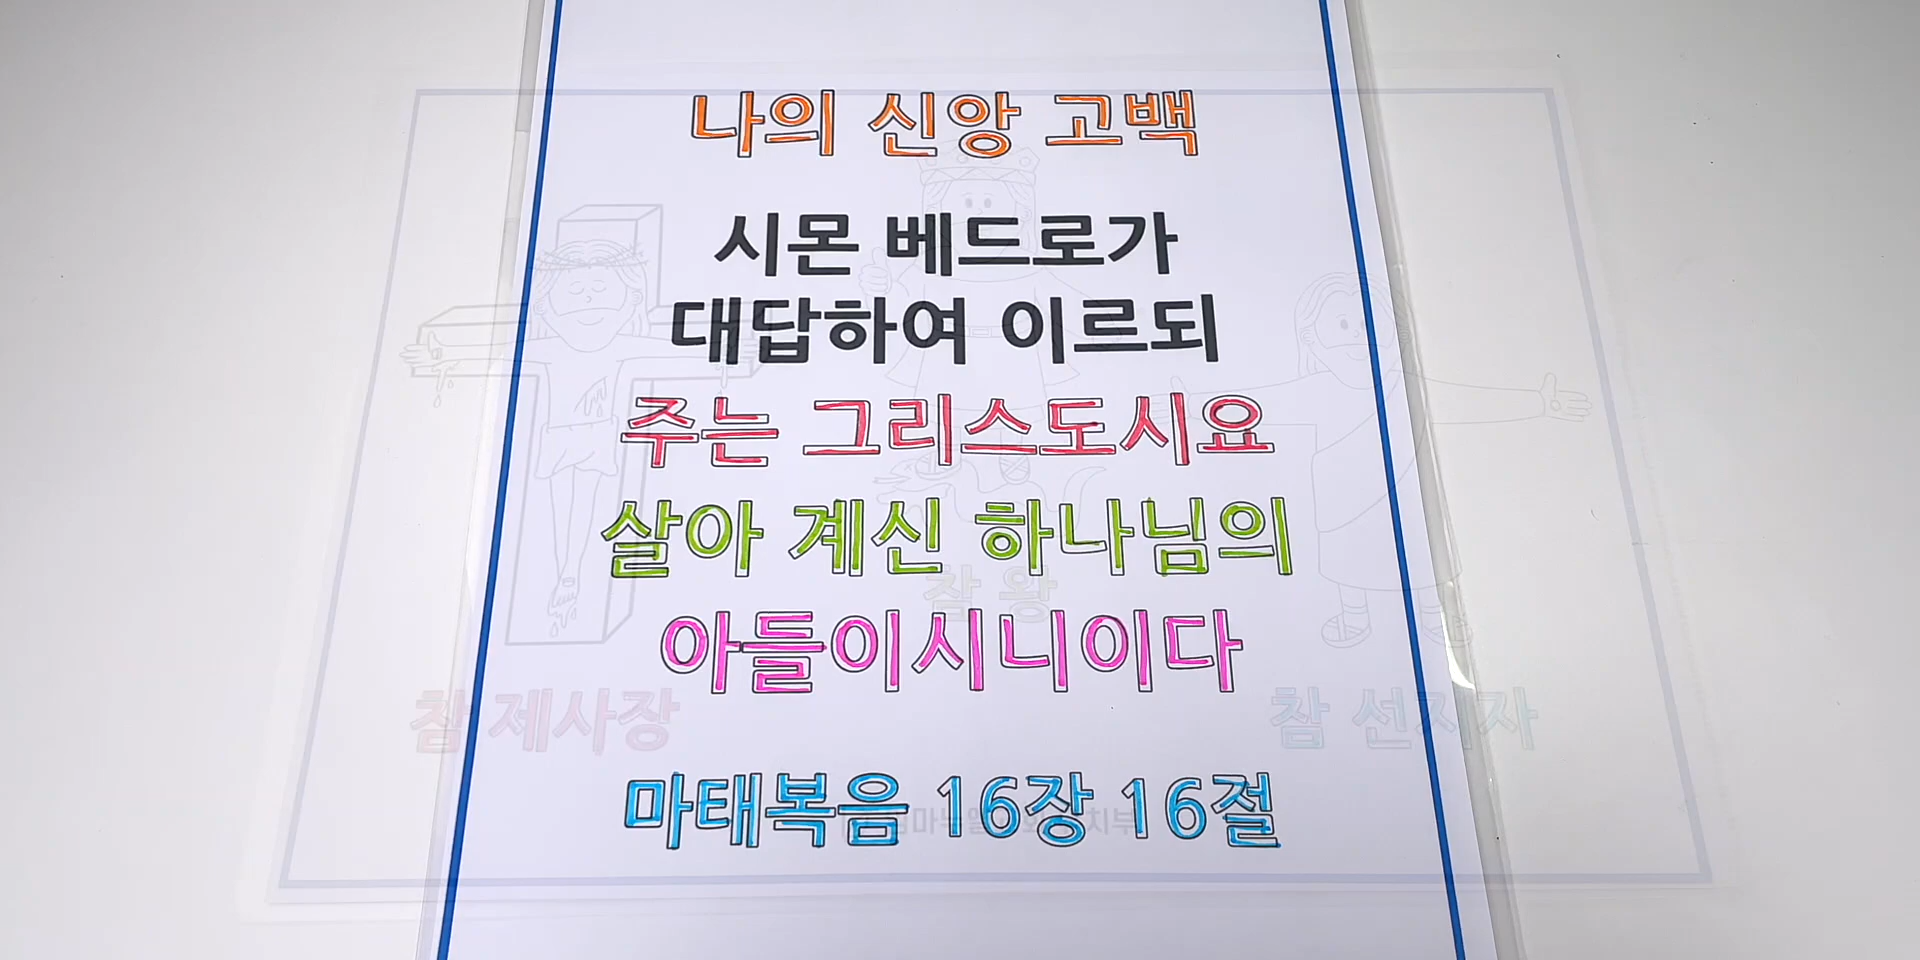 나의 신앙 고백
시몬 베드로가
대답하여 이르되
주는 그리스도시요
살아 계신 하나님의
아들이시니이다
마태복음 16장 16절
참 왕
참 제사장
참 선지자